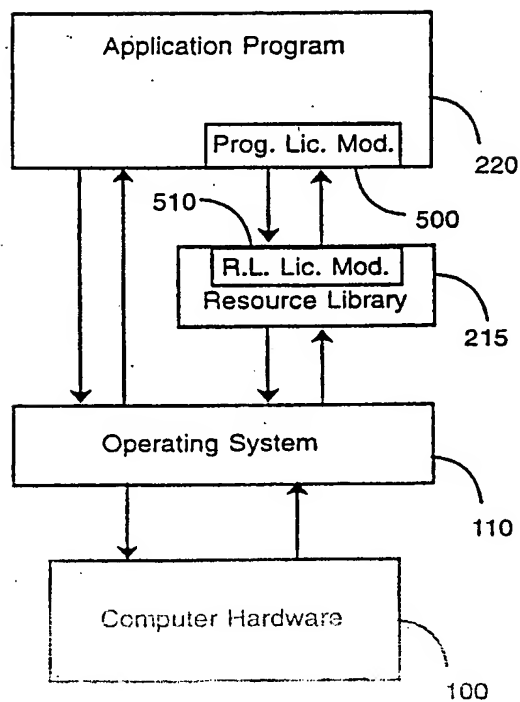 Application Program
Prog. Lic. Mod.
220
500
510
R.L. Lic. Mod.
Resource Library
215
Operating System
110
Computer Hardware
100